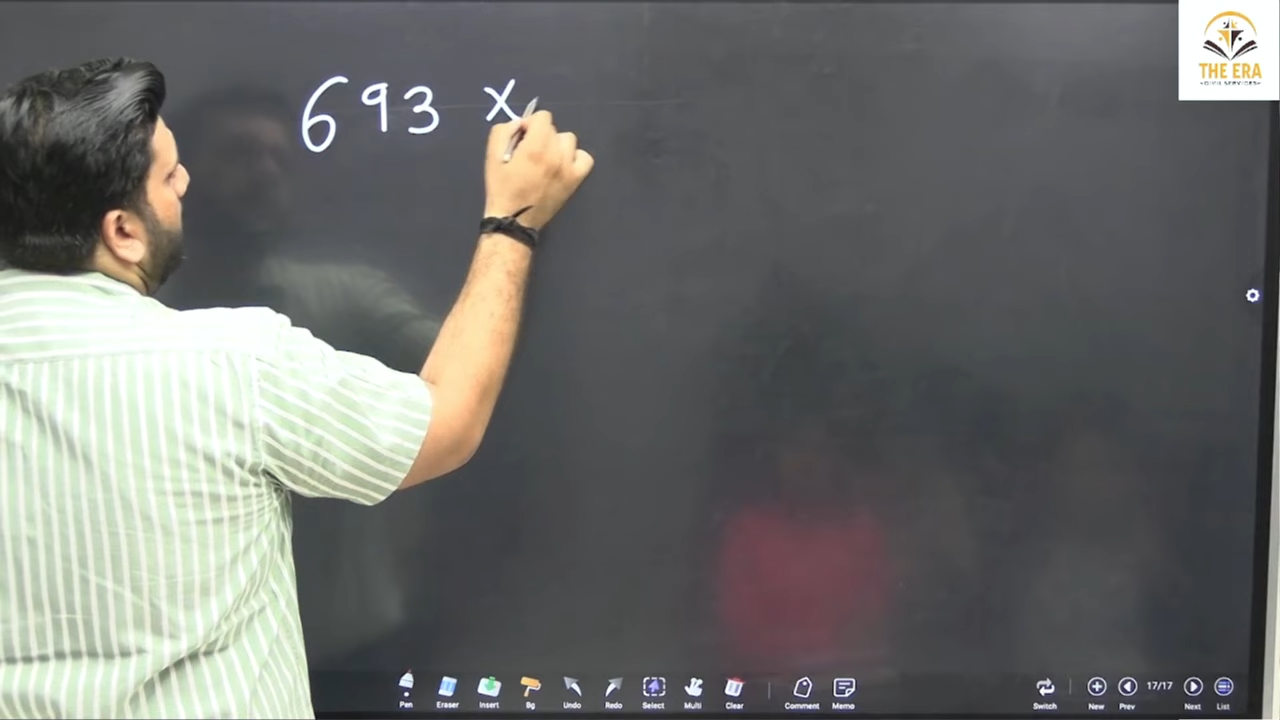 THE ERA
693 ×
Pen Eraser Insert Bg Undo Redo Select Multi Clear Comment Memo Switch New Prev 17/17 Next List